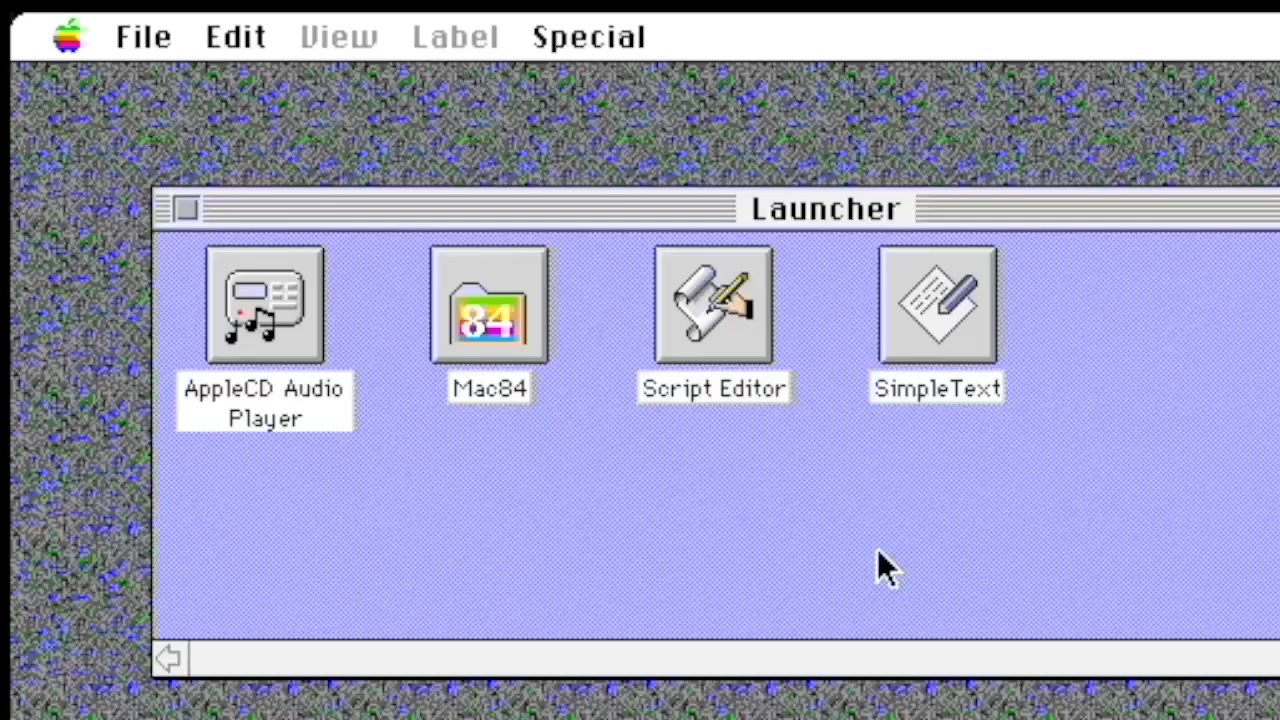 File Edit View Label Special
Launcher
84
AppleCD Audio
Player
Mac84
Script Editor
SimpleText